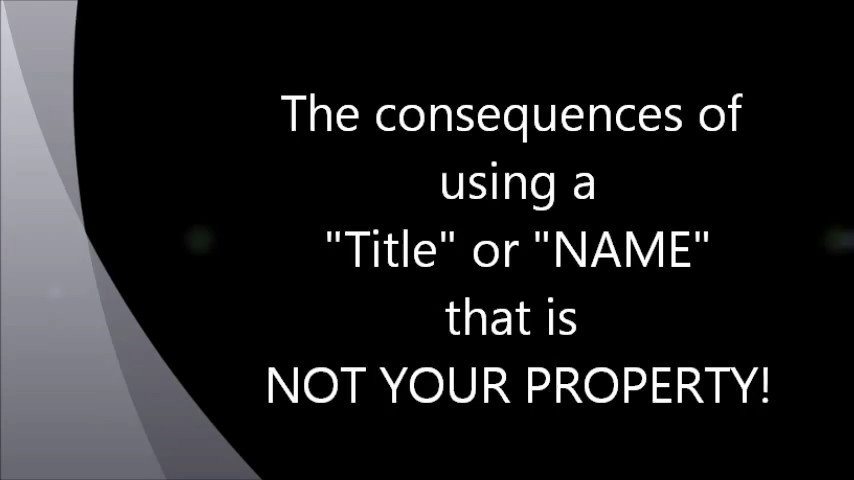 The consequences of
using a
"Title" or "NAME"
that is
NOT YOUR PROPERTY!